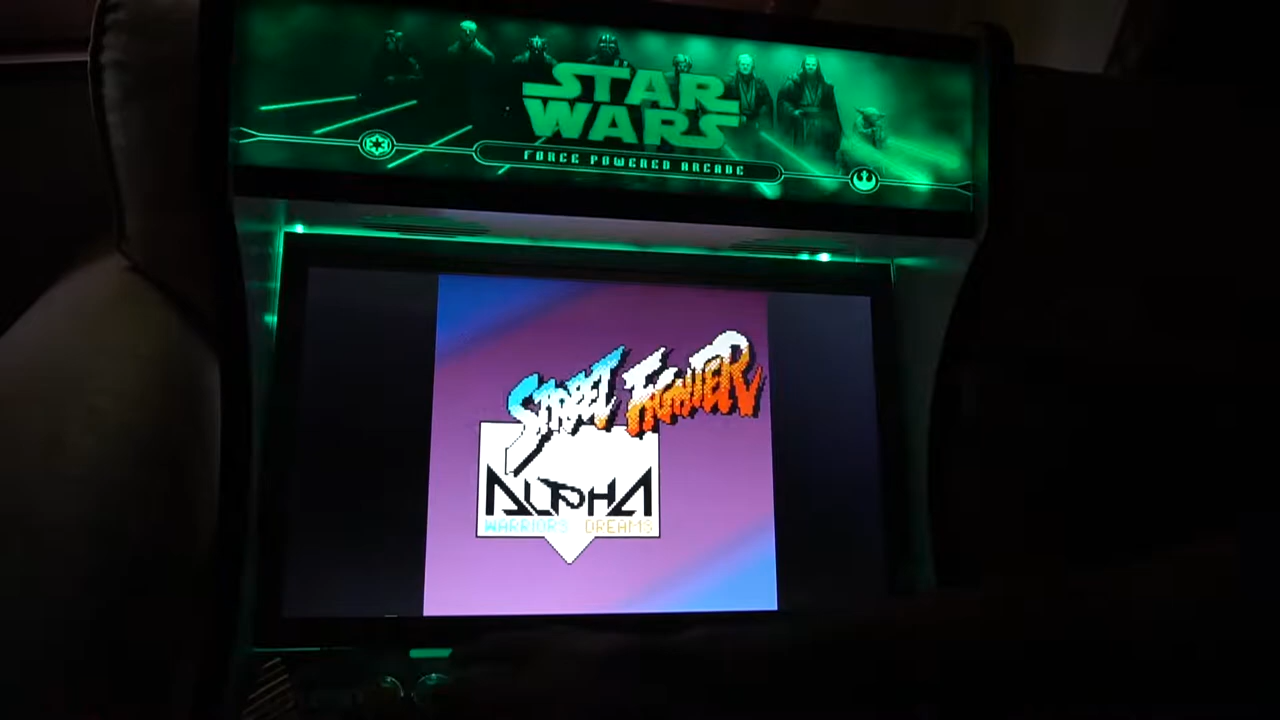 STAR
WARS
FORCE POWERED ARCADE
STREET FIGHTER
ALPHA
WARRIORS DREAMS